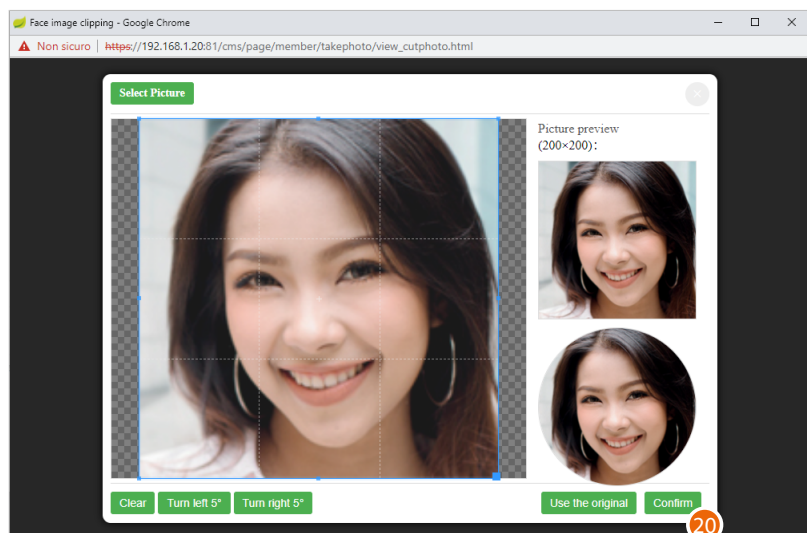 Face image clipping - Google Chrome
Non sicuro | https://192.168.1.20:81/cms/page/member/takephoto/view_cutphoto.html
Select Picture
Picture preview
(200×200):
Clear
Turn left 5°
Turn right 5°
Use the original
Confirm
20